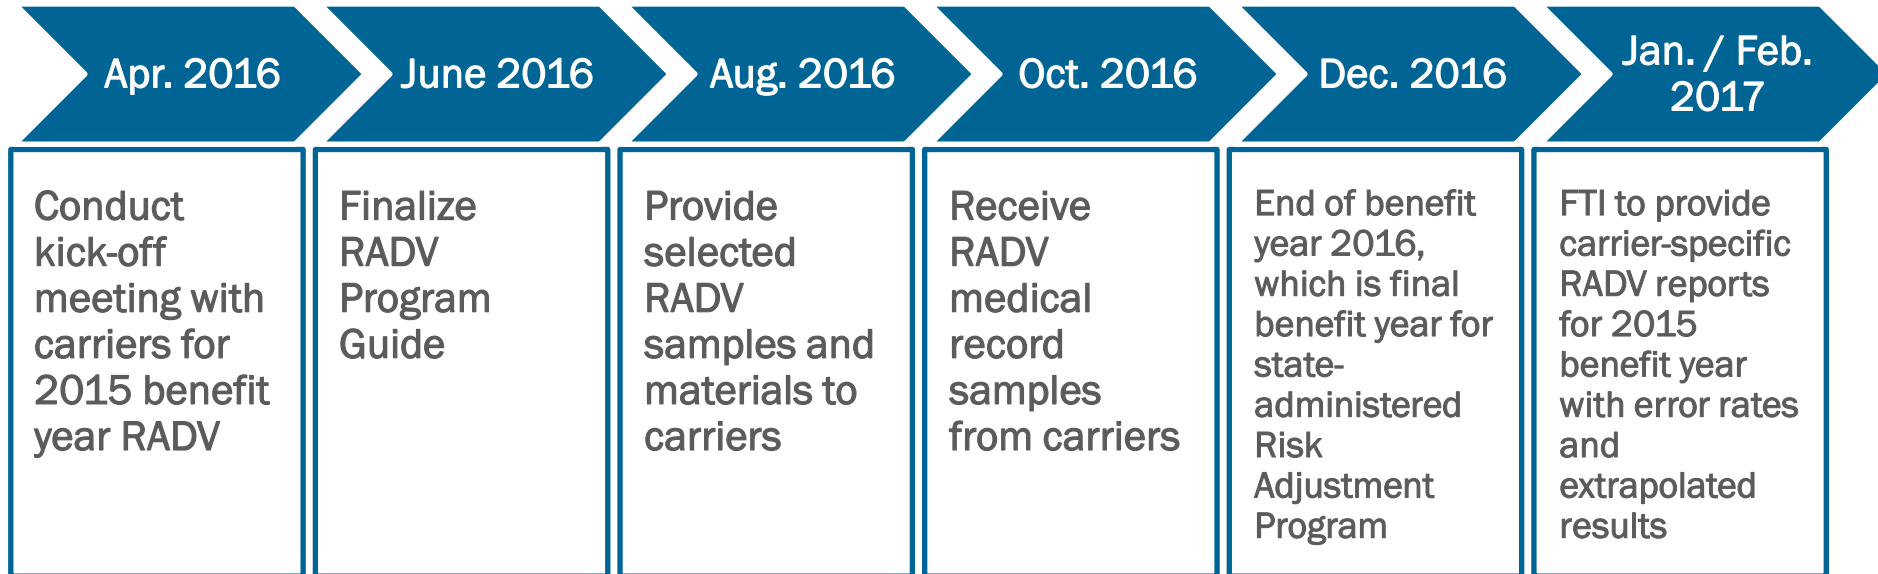 Apr. 2016
June 2016
Aug. 2016
Oct. 2016
Dec. 2016
Jan. / Feb.
2017
Conduct
kick-off
meeting with
carriers for
2015 benefit
year RADV
Finalize
RADV
Program
Guide
Provide
selected
RADV
samples and
materials to
carriers
Receive
RADV
medical
record
samples
from carriers
End of benefit
year 2016,
which is final
benefit year for
state-
administered
Risk
Adjustment
Program
FTI to provide
carrier-specific
RADV reports
for 2015
benefit year
with error rates
and
extrapolated
results